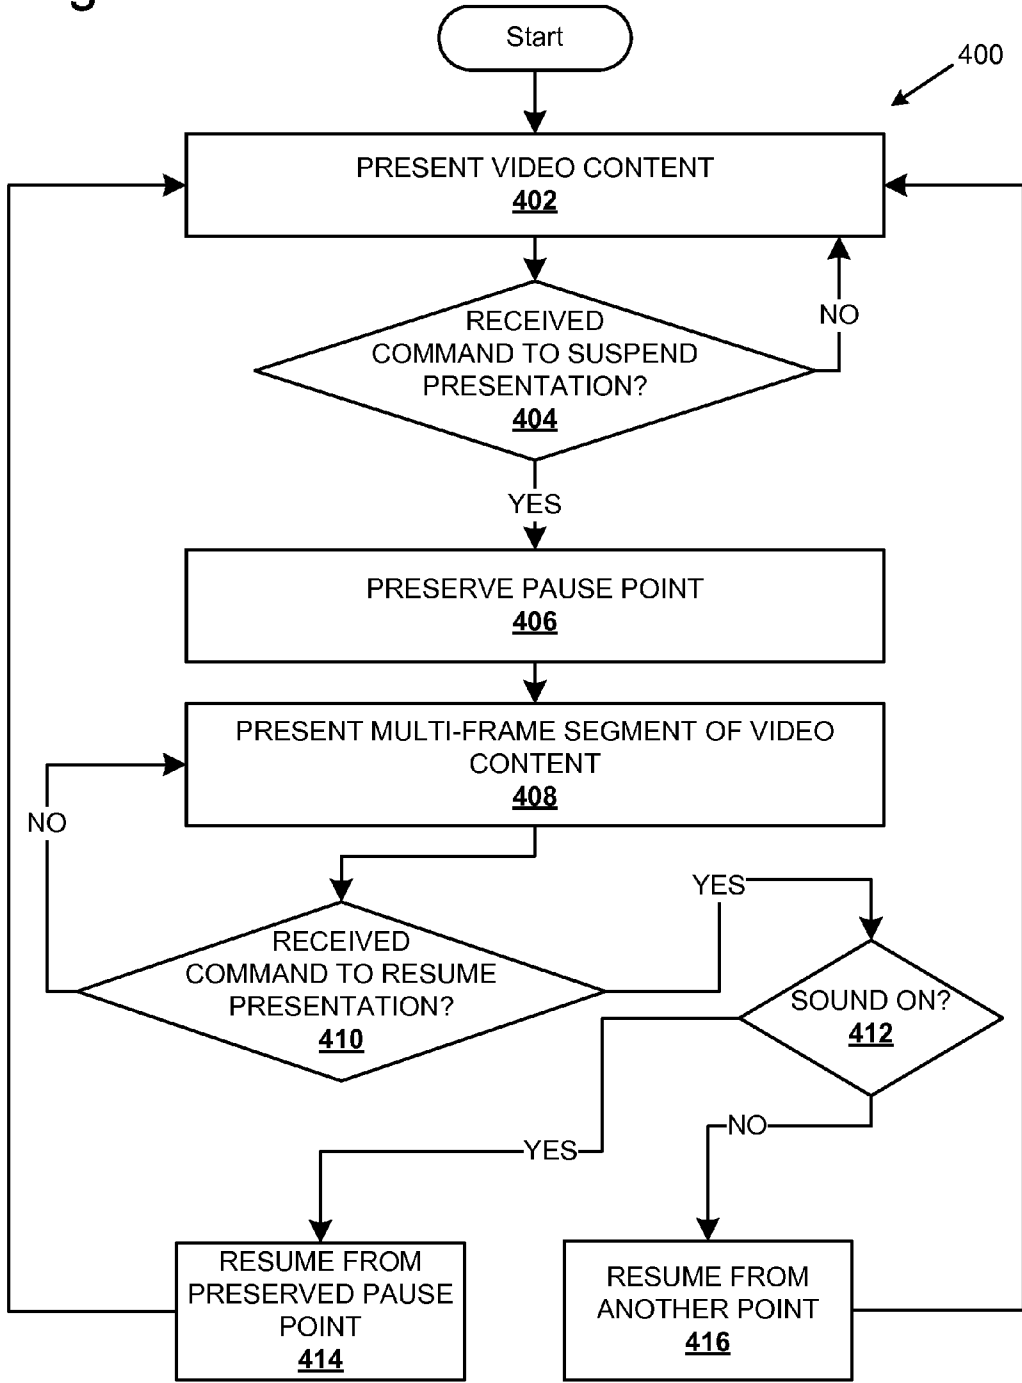 Start
400
PRESENT VIDEO CONTENT
402
RECEIVED
COMMAND TO SUSPEND
PRESENTATION?
404
NO
YES
PRESERVE PAUSE POINT
406
PRESENT MULTI-FRAME SEGMENT OF VIDEO
CONTENT
408
NO
RECEIVED
COMMAND TO RESUME
PRESENTATION?
410
YES
SOUND ON?
412
YES
NO
RESUME FROM
PRESERVED PAUSE
POINT
414
RESUME FROM
ANOTHER POINT
416